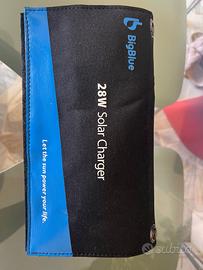 BigBlue
28W Solar Charger
Let the sun power your life.
subito